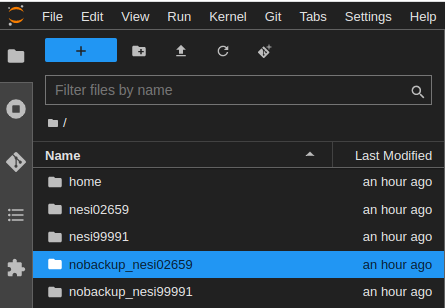 File Edit View Run Kernel Git Tabs Settings Help
+
Filter files by name
/
Name Last Modified
home an hour ago
nesi02659 an hour ago
nesi99991 an hour ago
nobackup_nesi02659 an hour ago
nobackup_nesi99991 an hour ago